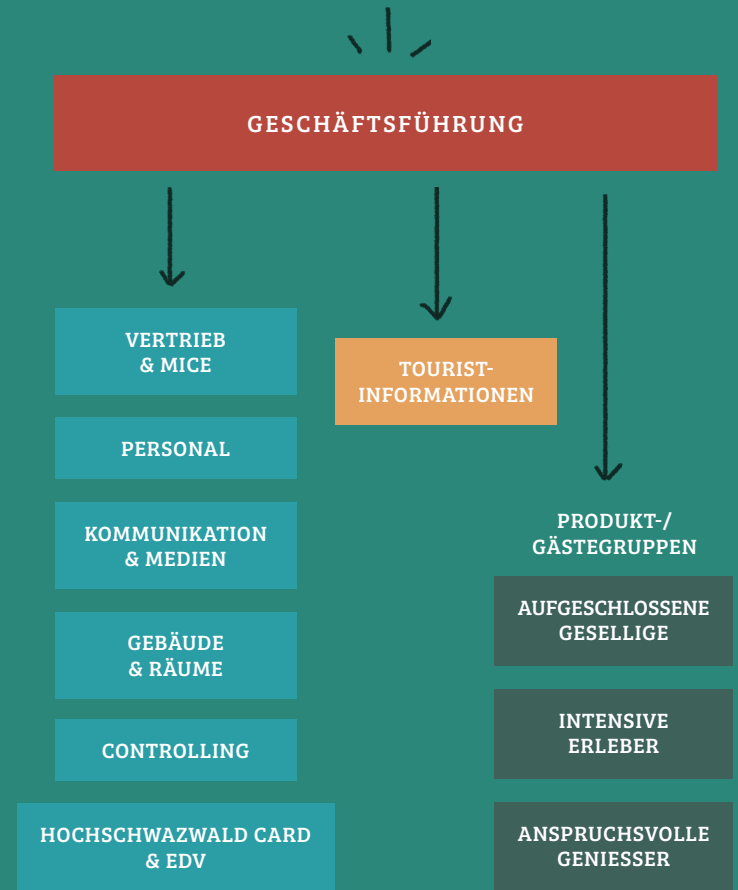 GESCHÄFTSFÜHRUNG
VERTRIEB
& MICE
PERSONAL
KOMMUNIKATION
& MEDIEN
GEBÄUDE
& RÄUME
CONTROLLING
HOCHSCHWAZWALD CARD
& EDV
TOURIST-
INFORMATIONEN
PRODUKT-/
GÄSTEGRUPPEN
AUFGESCHLOSSENE
GESELLIGE
INTENSIVE
ERLEBER
ANSPRUCHSVOLLE
GENIESSER